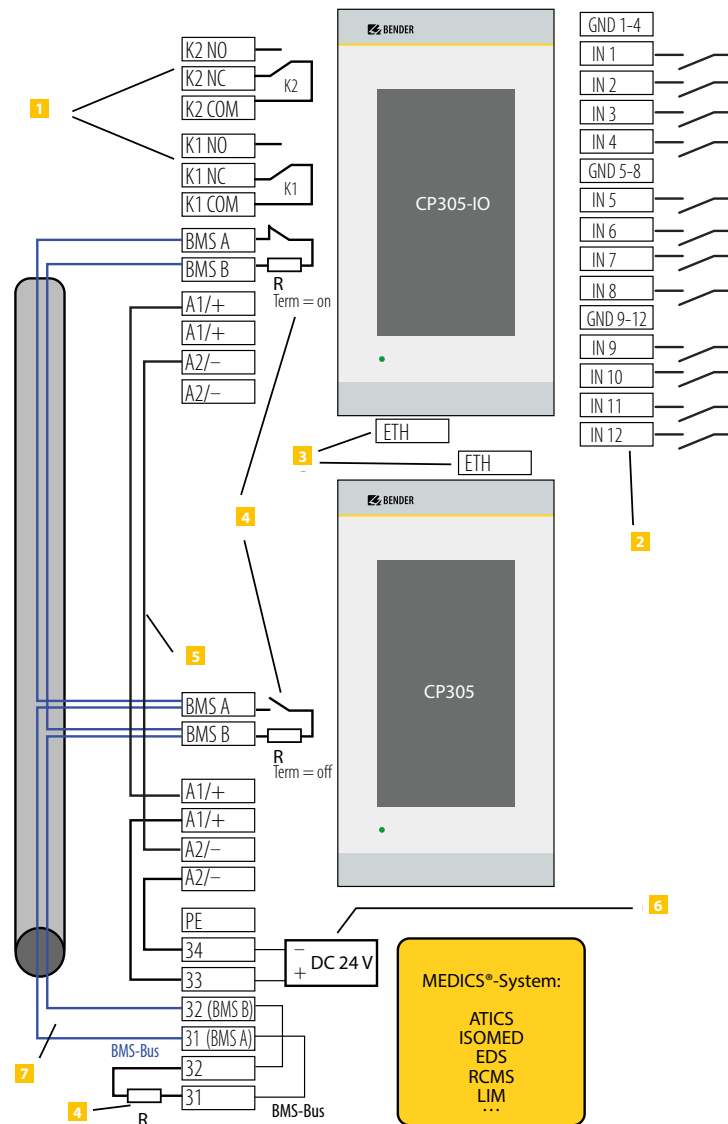 K2 NO
K2 NC
K2
K2 COM
1
K1 NO
K1 NC
K1
K1 COM
BMS A
BMS B
R
Term = on
A1/+
A1/+
A2/–
A2/–
BENDER
CP305-IO
GND 1-4
IN 1
IN 2
IN 3
IN 4
GND 5-8
IN 5
IN 6
IN 7
IN 8
GND 9-12
IN 9
IN 10
IN 11
IN 12
2
ETH
3
ETH
4
BENDER
CP305
5
BMS A
BMS B
R
Term = off
A1/+
A1/+
A2/–
A2/–
PE
34
33
– DC 24 V
+
6
32 (BMS B)
31 (BMS A)
BMS-Bus
7
32
31
4
R
BMS-Bus
MEDICS®-System:
ATICS
ISOMED
EDS
RCMS
LIM
...